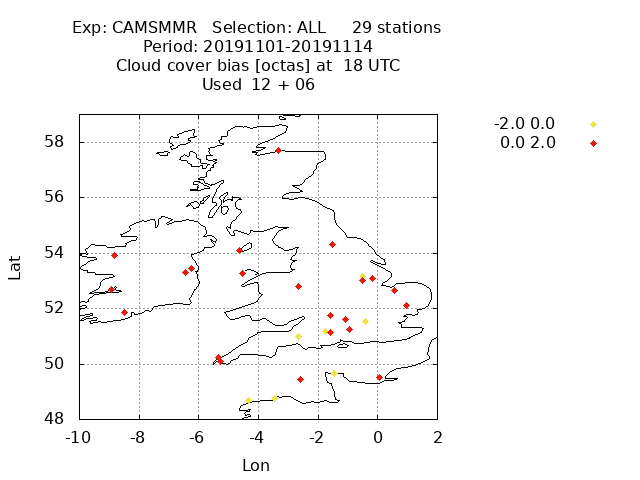 Exp: CAMSMMR   Selection: ALL     29 stations
Period: 20191101-20191114
Cloud cover bias [octas] at  18 UTC
Used  12 + 06
-2.0 0.0
0.0 2.0
58
56
54
52
50
48
Lat
-10 -8 -6 -4 -2 0 2
Lon